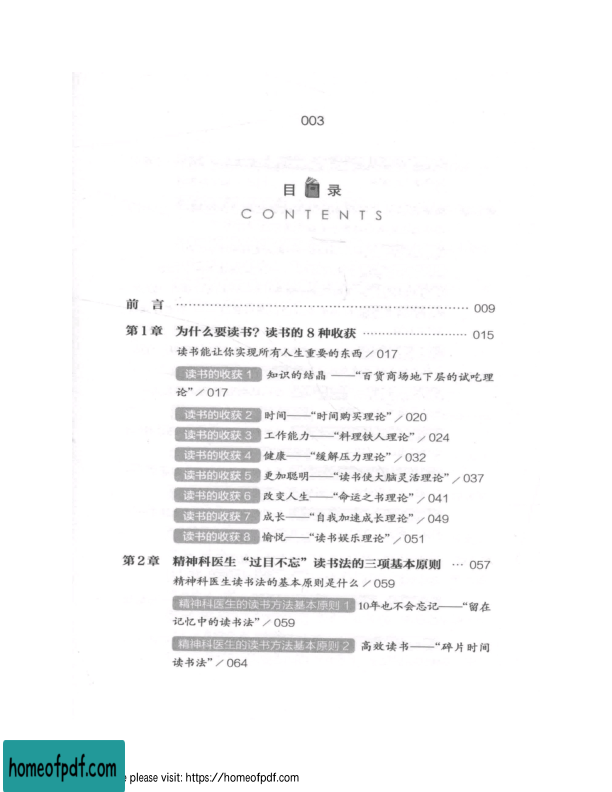 003
目 录
CONTENTS
前 言 ………………………………………………………… 009
第1章 为什么要读书？读书的8种收获 …………………… 015
读书能让你实现所有人生重要的东西／017
读书的收获 1 知识的结晶 ——“百货商场地下层的试吃理
论”／017
读书的收获 2 时间——“时间购买理论”／020
读书的收获 3 工作能力——“料理铁人理论”／024
读书的收获 4 健康——“缓解压力理论”／032
读书的收获 5 更加聪明——“读书使大脑灵活理论”／037
读书的收获 6 改变人生——“命运之书理论”／041
读书的收获 7 成长——“自我加速成长理论”／049
读书的收获 8 愉悦——“读书娱乐理论”／051
第2章 精神科医生“过目不忘”读书法的三项基本原则 … 057
精神科医生读书法的基本原则是什么／059
精神科医生的读书方法基本原则 1 10年也不会忘记——“留在
记忆中的读书法”／059
精神科医生的读书方法基本原则 2 高效读书——“碎片时间
读书法”／064
homeofpdf.com
please visit: https://homeofpdf.com